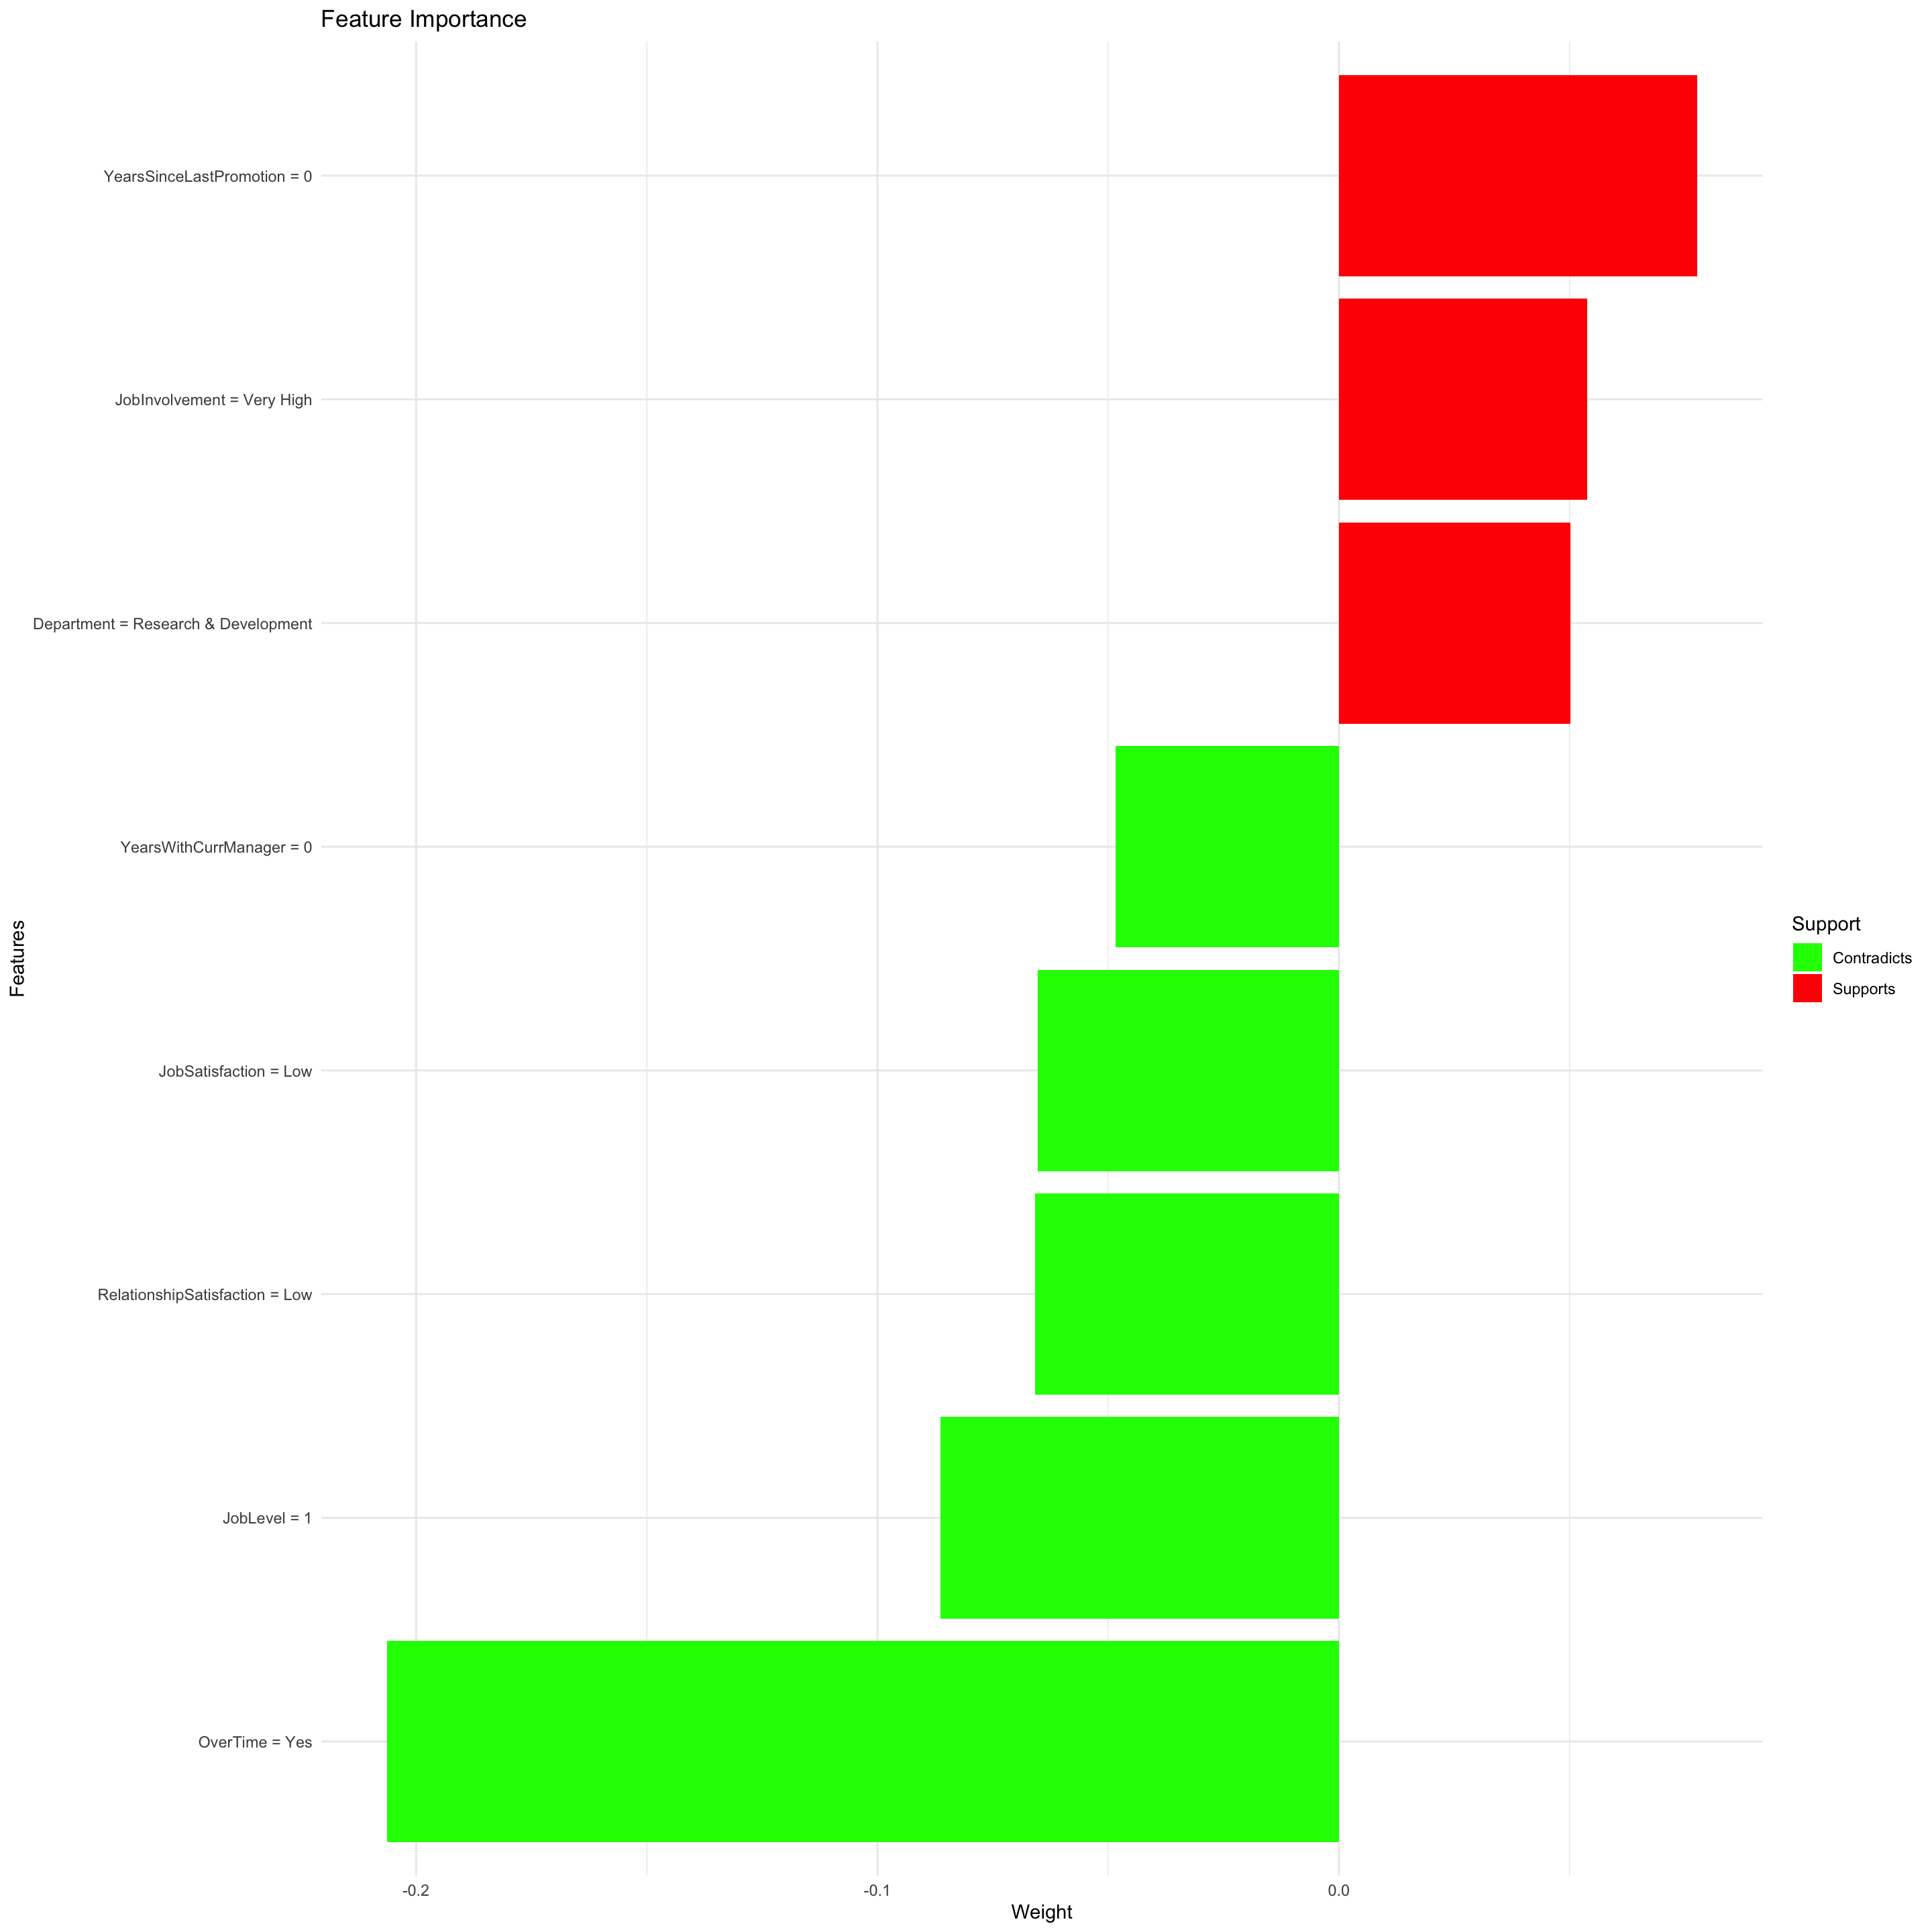 Feature Importance
YearsSinceLastPromotion = 0
JobInvolvement = Very High
Department = Research & Development
YearsWithCurrManager = 0
JobSatisfaction = Low
RelationshipSatisfaction = Low
JobLevel = 1
OverTime = Yes
Features
-0.2
-0.1
0.0
Weight
Support
Contradicts
Supports